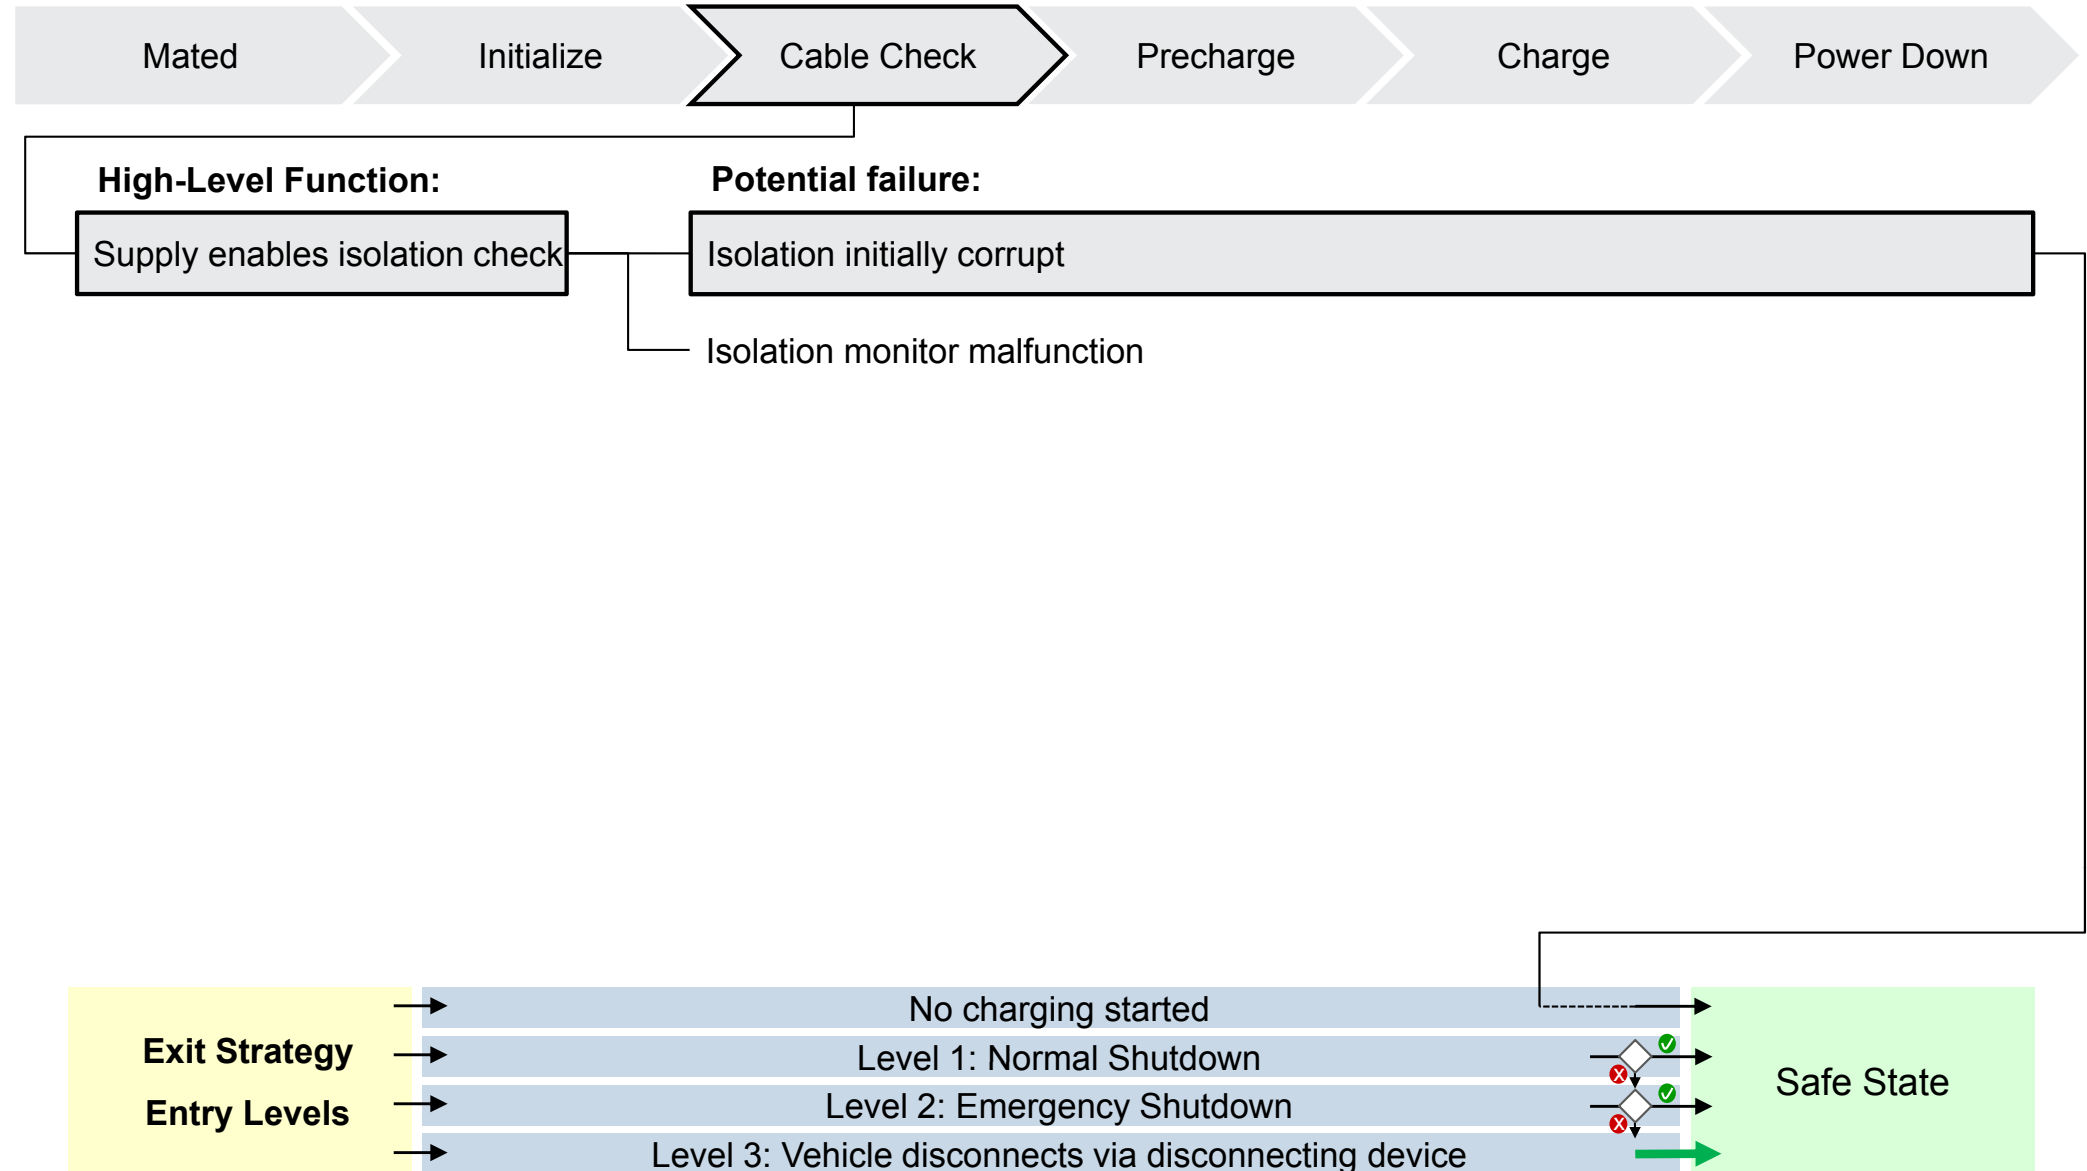 Mated
Initialize
Cable Check
Precharge
Charge
Power Down
High-Level Function:
Potential failure:
Supply enables isolation check
Isolation initially corrupt
Isolation monitor malfunction
Exit Strategy
Entry Levels
No charging started
Level 1: Normal Shutdown
Level 2: Emergency Shutdown
Level 3: Vehicle disconnects via disconnecting device
Safe State